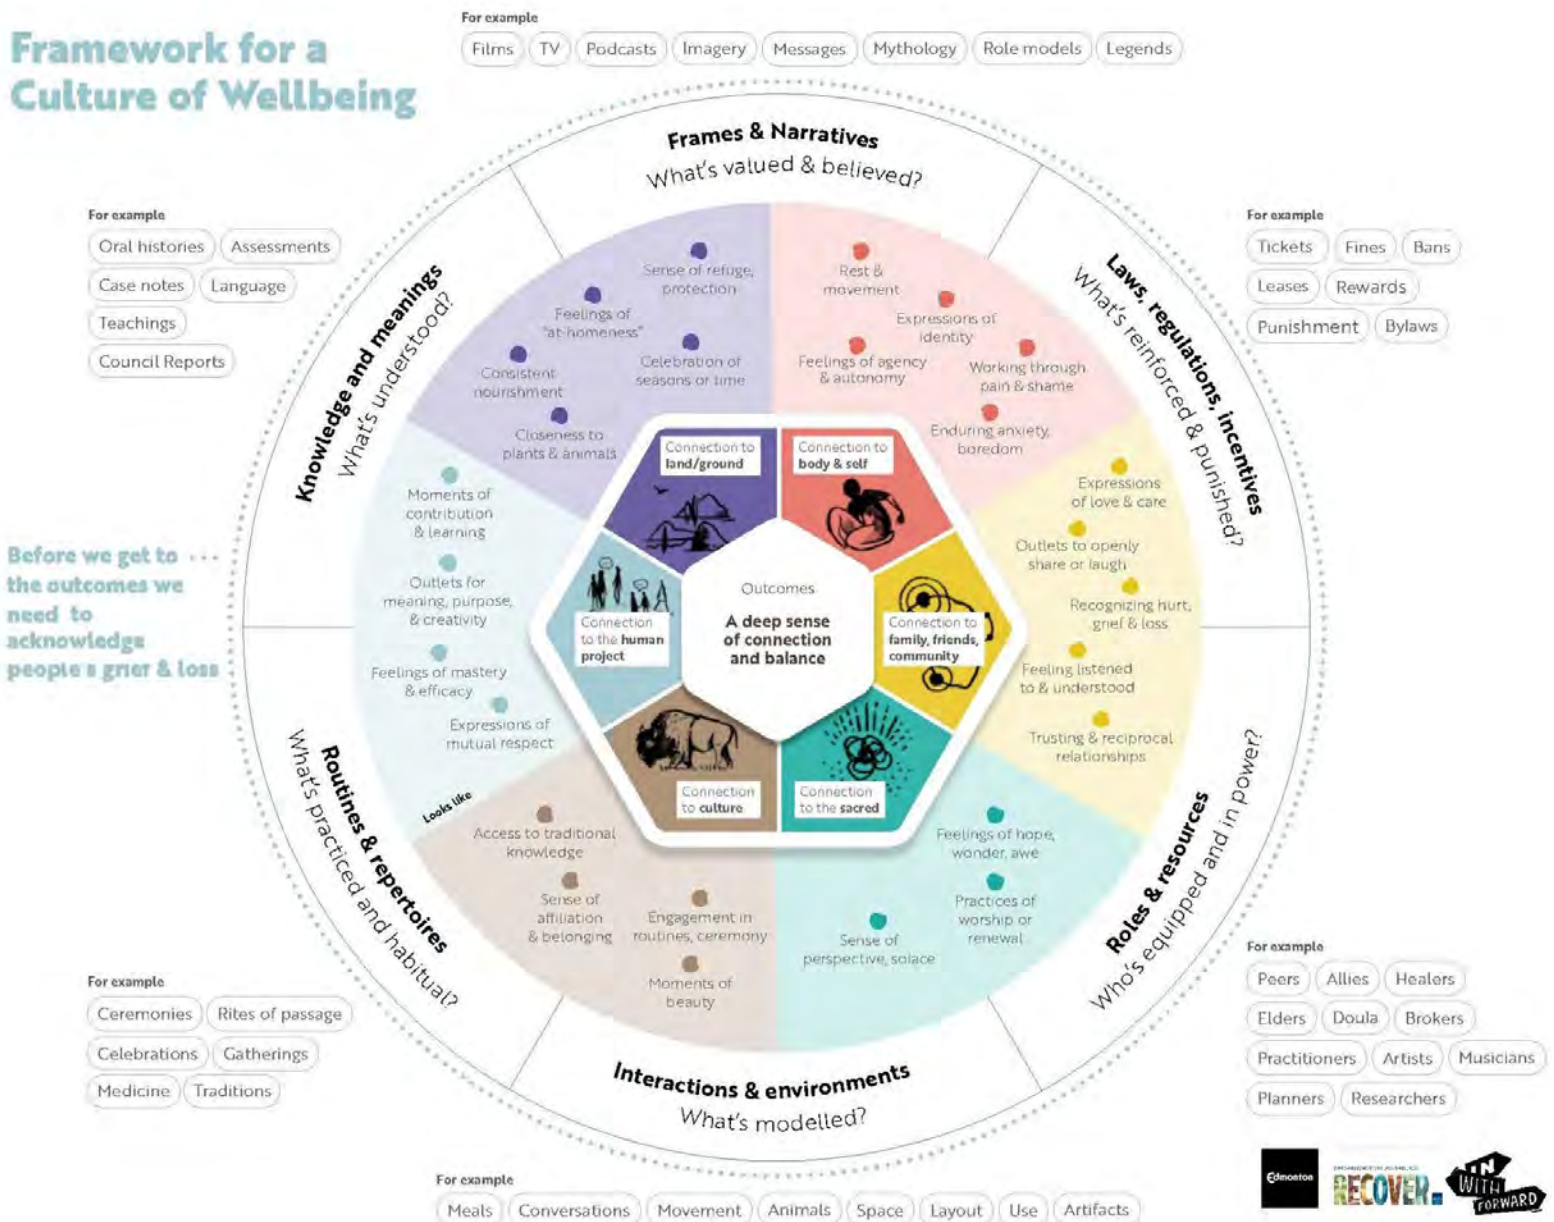 Framework for a
Culture of Wellbeing
For example
Films TV Podcasts Imagery Messages Mythology Role models Legends
Frames & Narratives
What's valued & believed?
For example
Oral histories Assessments
Case notes Language
Teachings
Council Reports
Knowledge and meanings
What's understood?
For example
Tickets Fines Bans
Leases Rewards
Punishment Bylaws
Laws, regulations, incentives
What's reinforced & punished?
Sense of refuge,
protection
Feelings of
"at-homeness"
Celebration of
seasons or time
Consistent
nourishment
Closeness to
plants & animals
Rest &
movement
Expressions of
identity
Feelings of agency
& autonomy
Working through
pain & shame
Enduring anxiety,
boredom
Connection to
land/ground
Connection to
body & self
Expressions
of love & care
Outlets to openly
share or laugh
Recognizing hurt,
grief & loss
Feeling listened
to & understood
Trusting & reciprocal
relationships
Moments of
contribution
& learning
Outlets for
meaning, purpose,
& creativity
Feelings of mastery
& efficacy
Expressions of
mutual respect
Looks like
Before we get to ...
the outcomes we
need to
acknowledge
people s grief & loss
Connection
to the human
project
Outcomes
A deep sense
of connection
and balance
Connection to
family, friends,
community
Connection
to culture
Connection
to the sacred
Access to traditional
knowledge
Sense of
affiliation
& belonging
Engagement in
routines, ceremony
Moments of
beauty
Feelings of hope,
wonder, awe
Practices of
worship or
renewal
Sense of
perspective, solace
Routines & repertoires
What's practiced and habitual?
For example
Ceremonies Rites of passage
Celebrations Gatherings
Medicine Traditions
Roles & resources
Who's equipped and in power?
For example
Peers Allies Healers
Elders Doula Brokers
Practitioners Artists Musicians
Planners Researchers
Interactions & environments
What's modelled?
For example
Meals Conversations Movement Animals Space Layout Use Artifacts
Edmonton
RECOVER
IN
WITH
FORWARD